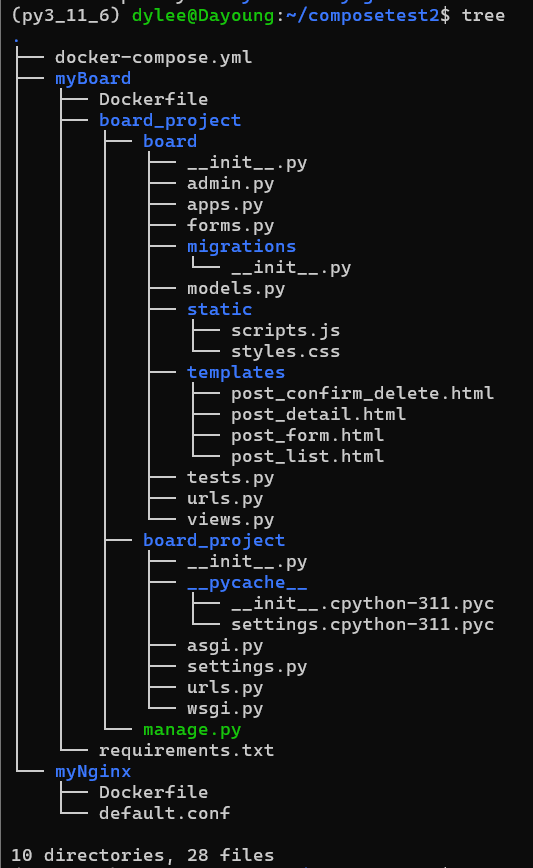 (py3_11_6) dylee@Dayoung:~/composetest2$ tree
.
├── docker-compose.yml
├── myBoard
│   ├── Dockerfile
│   ├── board_project
│   │   ├── board
│   │   │   ├── __init__.py
│   │   │   ├── admin.py
│   │   │   ├── apps.py
│   │   │   ├── forms.py
│   │   │   ├── migrations
│   │   │   │   └── __init__.py
│   │   │   ├── models.py
│   │   │   ├── static
│   │   │   │   ├── scripts.js
│   │   │   │   └── styles.css
│   │   │   ├── templates
│   │   │   │   ├── post_confirm_delete.html
│   │   │   │   ├── post_detail.html
│   │   │   │   ├── post_form.html
│   │   │   │   └── post_list.html
│   │   │   ├── tests.py
│   │   │   ├── urls.py
│   │   │   └── views.py
│   │   ├── board_project
│   │   │   ├── __init__.py
│   │   │   ├── __pycache__
│   │   │   │   ├── __init__.cpython-311.pyc
│   │   │   │   └── settings.cpython-311.pyc
│   │   │   ├── asgi.py
│   │   │   ├── settings.py
│   │   │   ├── urls.py
│   │   │   └── wsgi.py
│   │   └── manage.py
│   └── requirements.txt
└── myNginx
    ├── Dockerfile
    └── default.conf

10 directories, 28 files